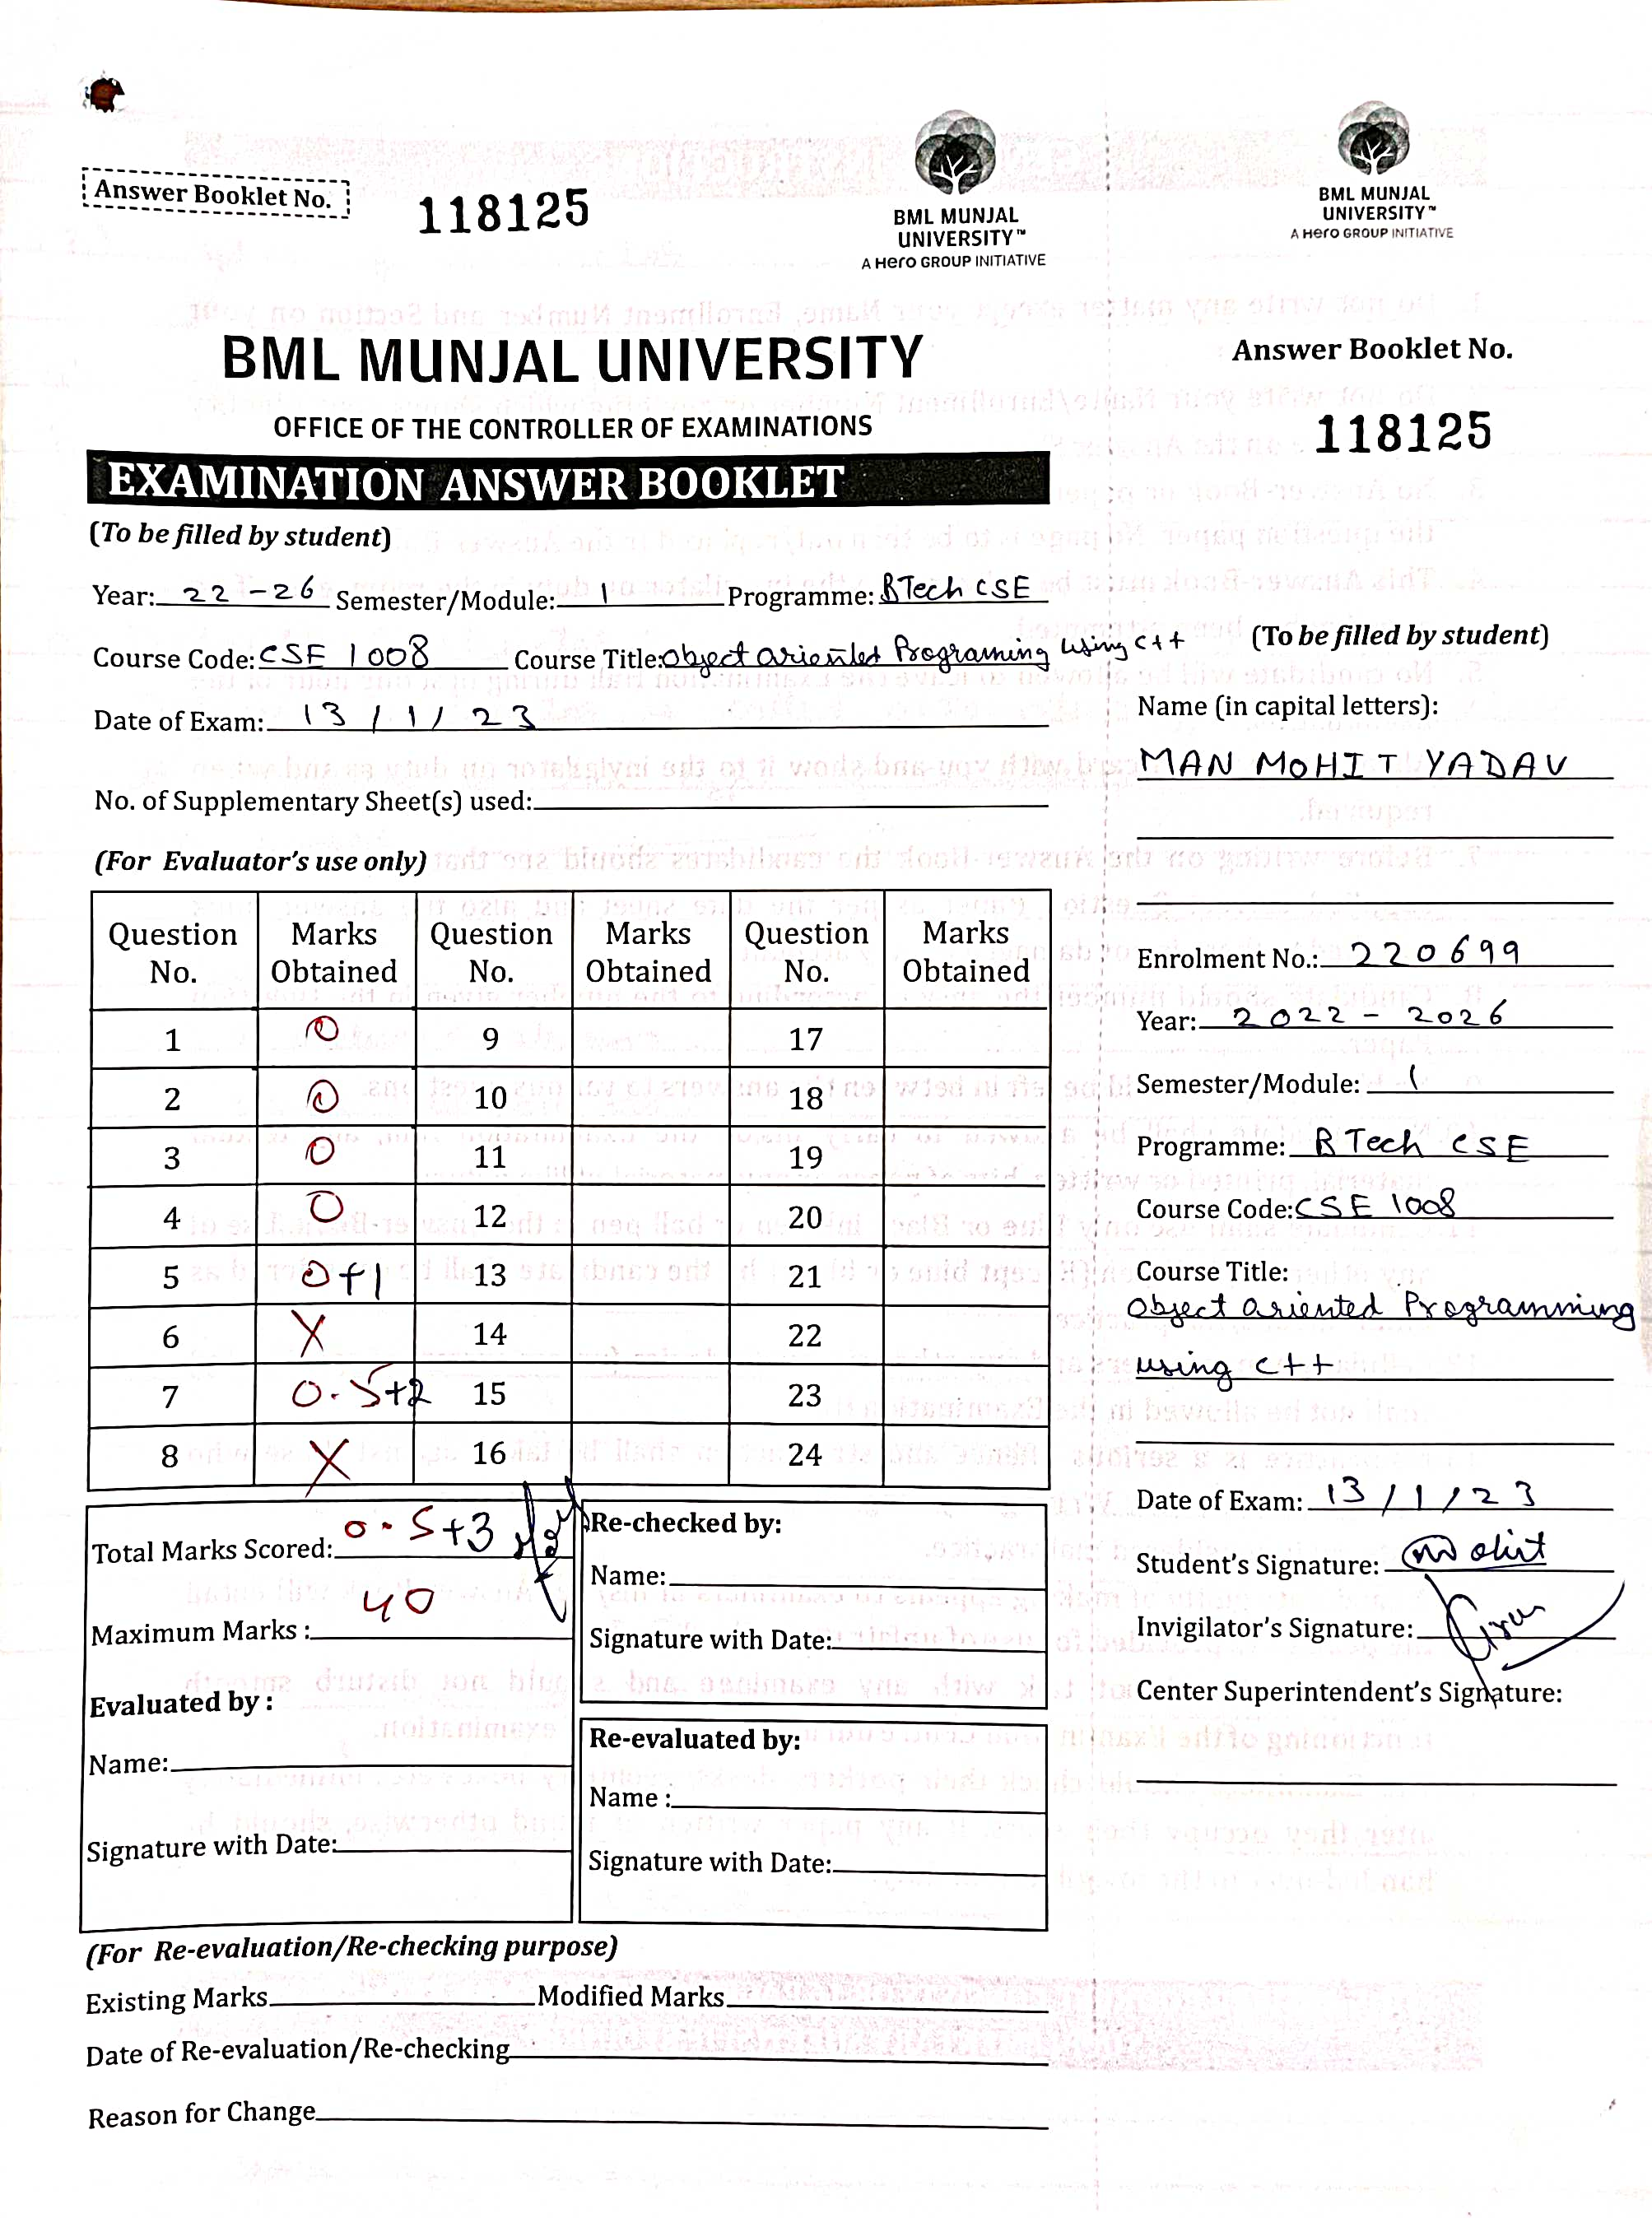 Answer Booklet No.
118125
BML MUNJAL
UNIVERSITY™
A Hero GROUP INITIATIVE
BML MUNJAL UNIVERSITY
OFFICE OF THE CONTROLLER OF EXAMINATIONS
EXAMINATION ANSWER BOOKLET
(To be filled by student)
Year: 22-26 Semester/Module: 1 Programme: BTech CSE
Course Code: CSE 1008 Course Title: Object oriented Programing using C++
Date of Exam: 13/1/23
No. of Supplementary Sheet(s) used:
(For Evaluator's use only)
Question No. Marks Obtained Question No. Marks Obtained Question No. Marks Obtained
1 0 9 17
2 0 10 18
3 0 11 19
4 0 12 20
5 0+1 13 21
6 X 14 22
7 0.5+2 15 23
8 X 16 24
Total Marks Scored: 0.5+3
Maximum Marks: 40
Evaluated by:
Name:
Signature with Date:
Re-checked by:
Name:
Signature with Date:
Re-evaluated by:
Name :
Signature with Date:
(For Re-evaluation/Re-checking purpose)
Existing Marks Modified Marks
Date of Re-evaluation/Re-checking
Reason for Change
BML MUNJAL
UNIVERSITY™
A Hero GROUP INITIATIVE
Answer Booklet No.
118125
(To be filled by student)
Name (in capital letters):
MAN MOHIT YADAV
Enrolment No.: 220699
Year: 2022 - 2026
Semester/Module: 1
Programme: B Tech CSE
Course Code: CSE 1008
Course Title:
Object oriented Programming
using C++
Date of Exam: 13/1/23
Student's Signature: Mohit
Invigilator's Signature:
Center Superintendent's Signature: